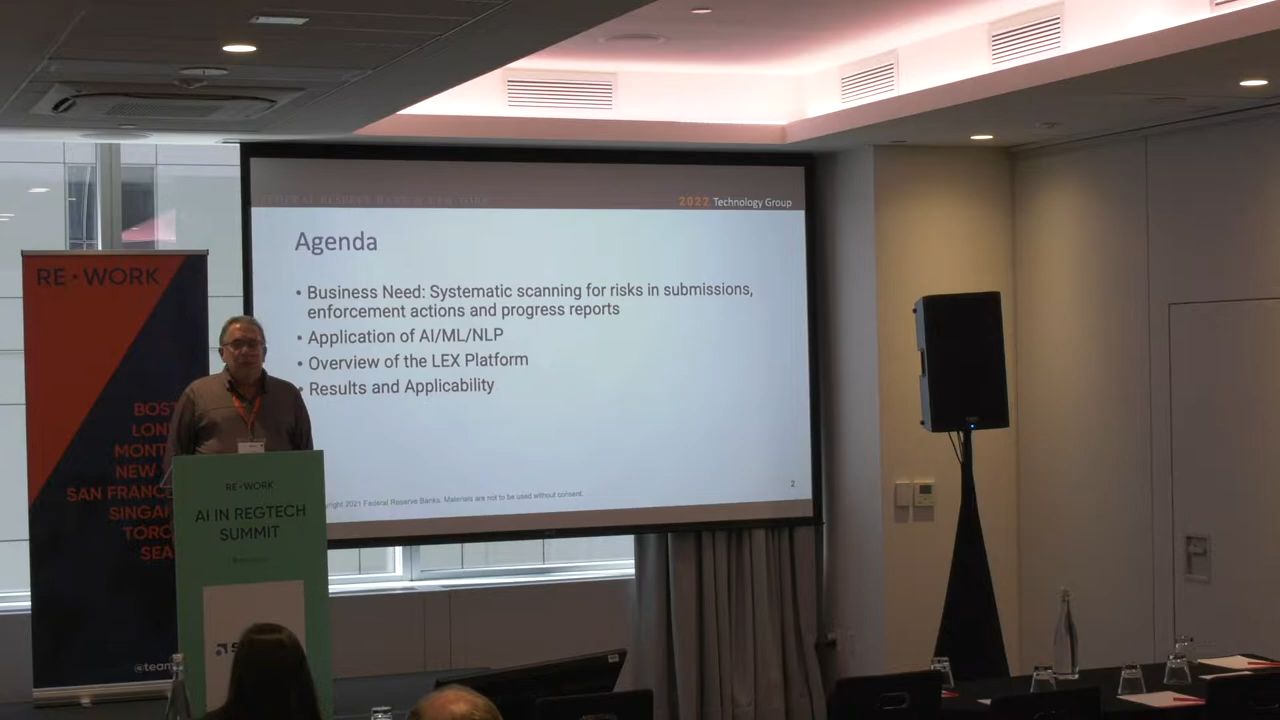 FEDERAL RESERVE BANK OF NEW YORK
2022 Technology Group
Agenda
• Business Need: Systematic scanning for risks in submissions,
enforcement actions and progress reports
• Application of AI/ML/NLP
• Overview of the LEX Platform
• Results and Applicability
2
yright 2021 Federal Reserve Banks. Materials are not to be used without consent.
RE•WORK
BOST
LON
MONT
NEW
SAN FRANC
SINGA
TORO
SEA
@team
RE•WORK
AI IN REGTECH
SUMMIT